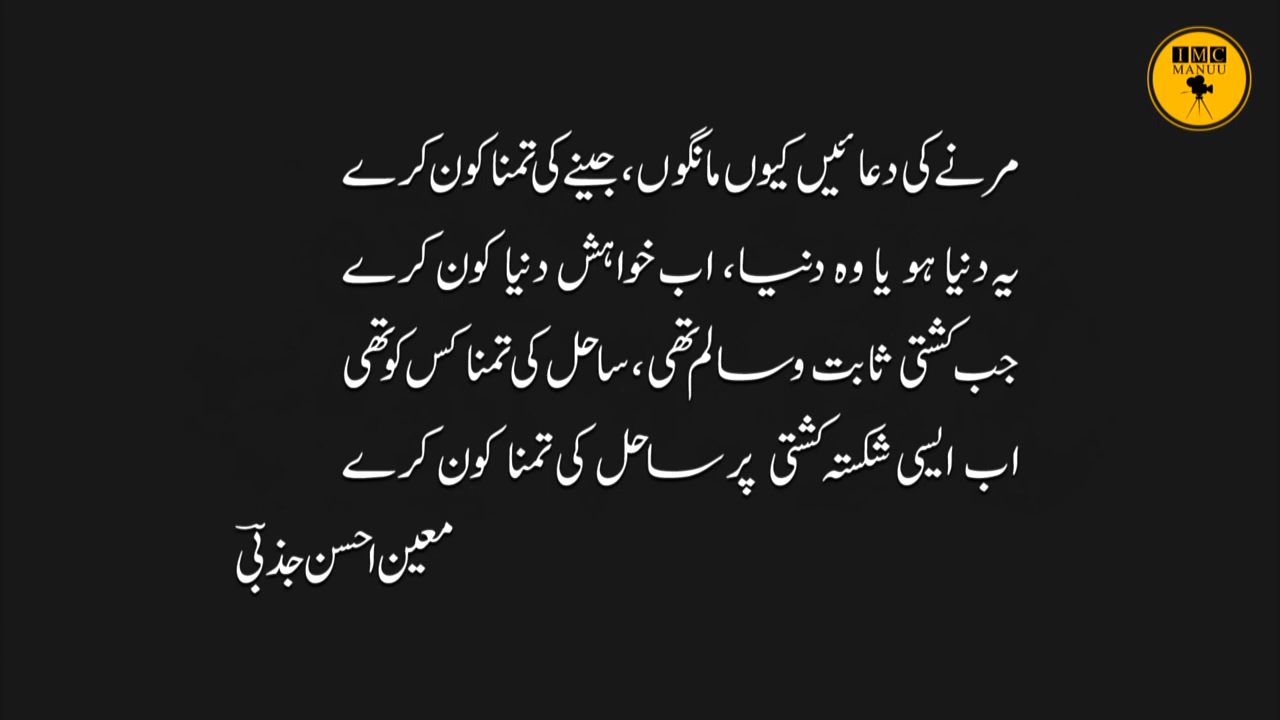 IMC
MANUU
مرنے کی دعائیں کیوں مانگوں، جینے کی تمنا کون کرے
یہ دنیا ہو یا وہ دنیا، اب خواہش دنیا کون کرے
جب کشتی ثابت و سالم تھی، ساحل کی تمنا کس کو تھی
اب ایسی شکستہ کشتی پر ساحل کی تمنا کون کرے
معین احسن جذبیؔ